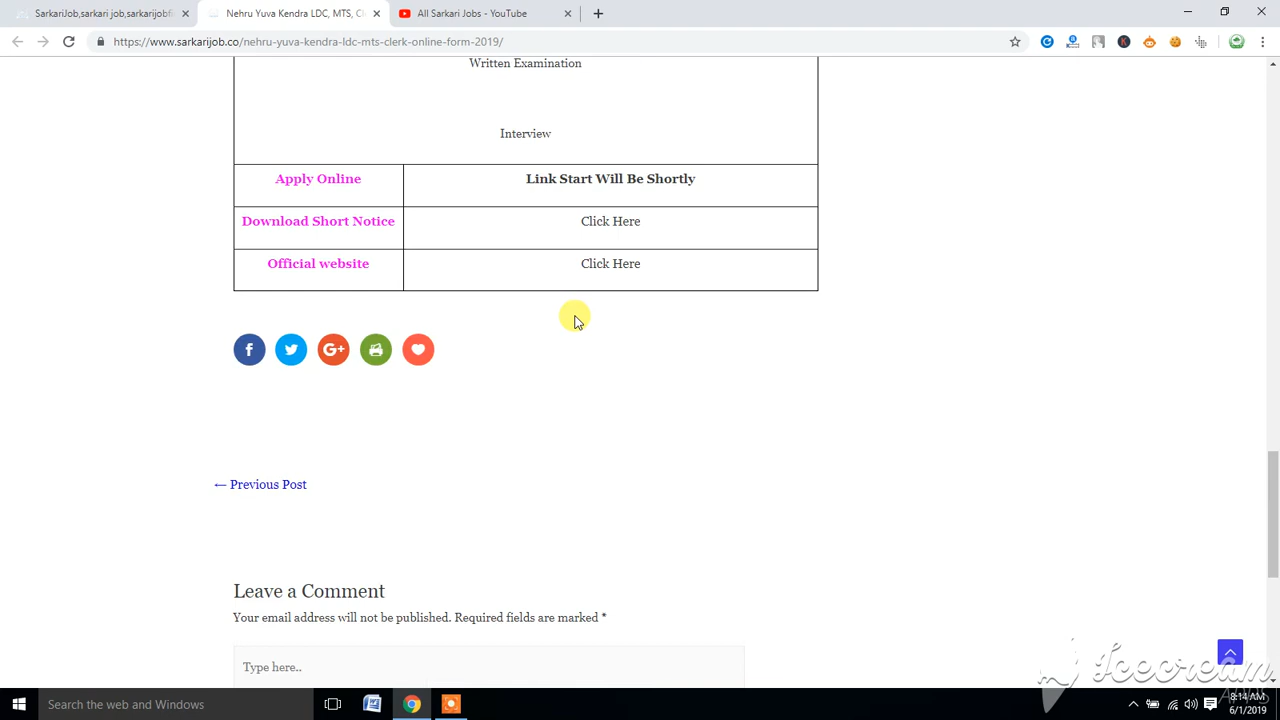 SarkariJob,sarkari job,sarkarijobfi
Nehru Yuva Kendra LDC, MTS, Cl
All Sarkari Jobs - YouTube
https://www.sarkarijob.co/nehru-yuva-kendra-ldc-mts-clerk-online-form-2019/
Written Examination
Interview
Apply Online
Link Start Will Be Shortly
Download Short Notice
Click Here
Official website
Click Here
← Previous Post
Leave a Comment
Your email address will not be published. Required fields are marked *
Type here..
Icecream
APPS
Search the web and Windows
8:14 AM
6/1/2019